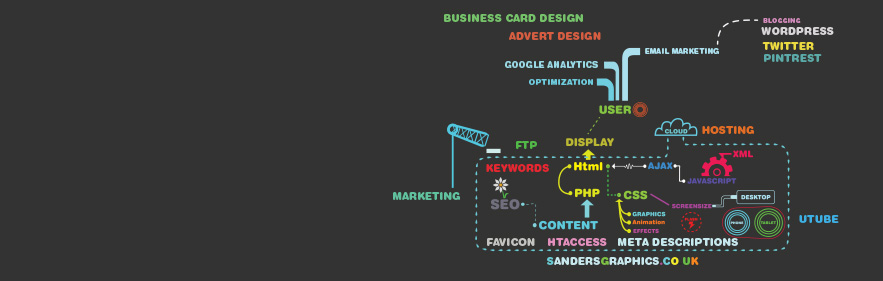 BUSINESS CARD DESIGN
BLOGGING
WORDPRESS
ADVERT DESIGN
TWITTER
EMAIL MARKETING
PINTREST
GOOGLE ANALYTICS
OPTIMIZATION
USER
CLOUD
HOSTING
FTP
DISPLAY
XML
KEYWORDS
Html
AJAX
JAVASCRIPT
MARKETING
PHP
CSS
DESKTOP
SEO
SCREENSIZE
GRAPHICS
UTUBE
CONTENT
Animation
PHONE
TABLET
EFFECTS
FAVICON
HTACCESS
META DESCRIPTIONS
SANDERSGRAPHICS.CO UK